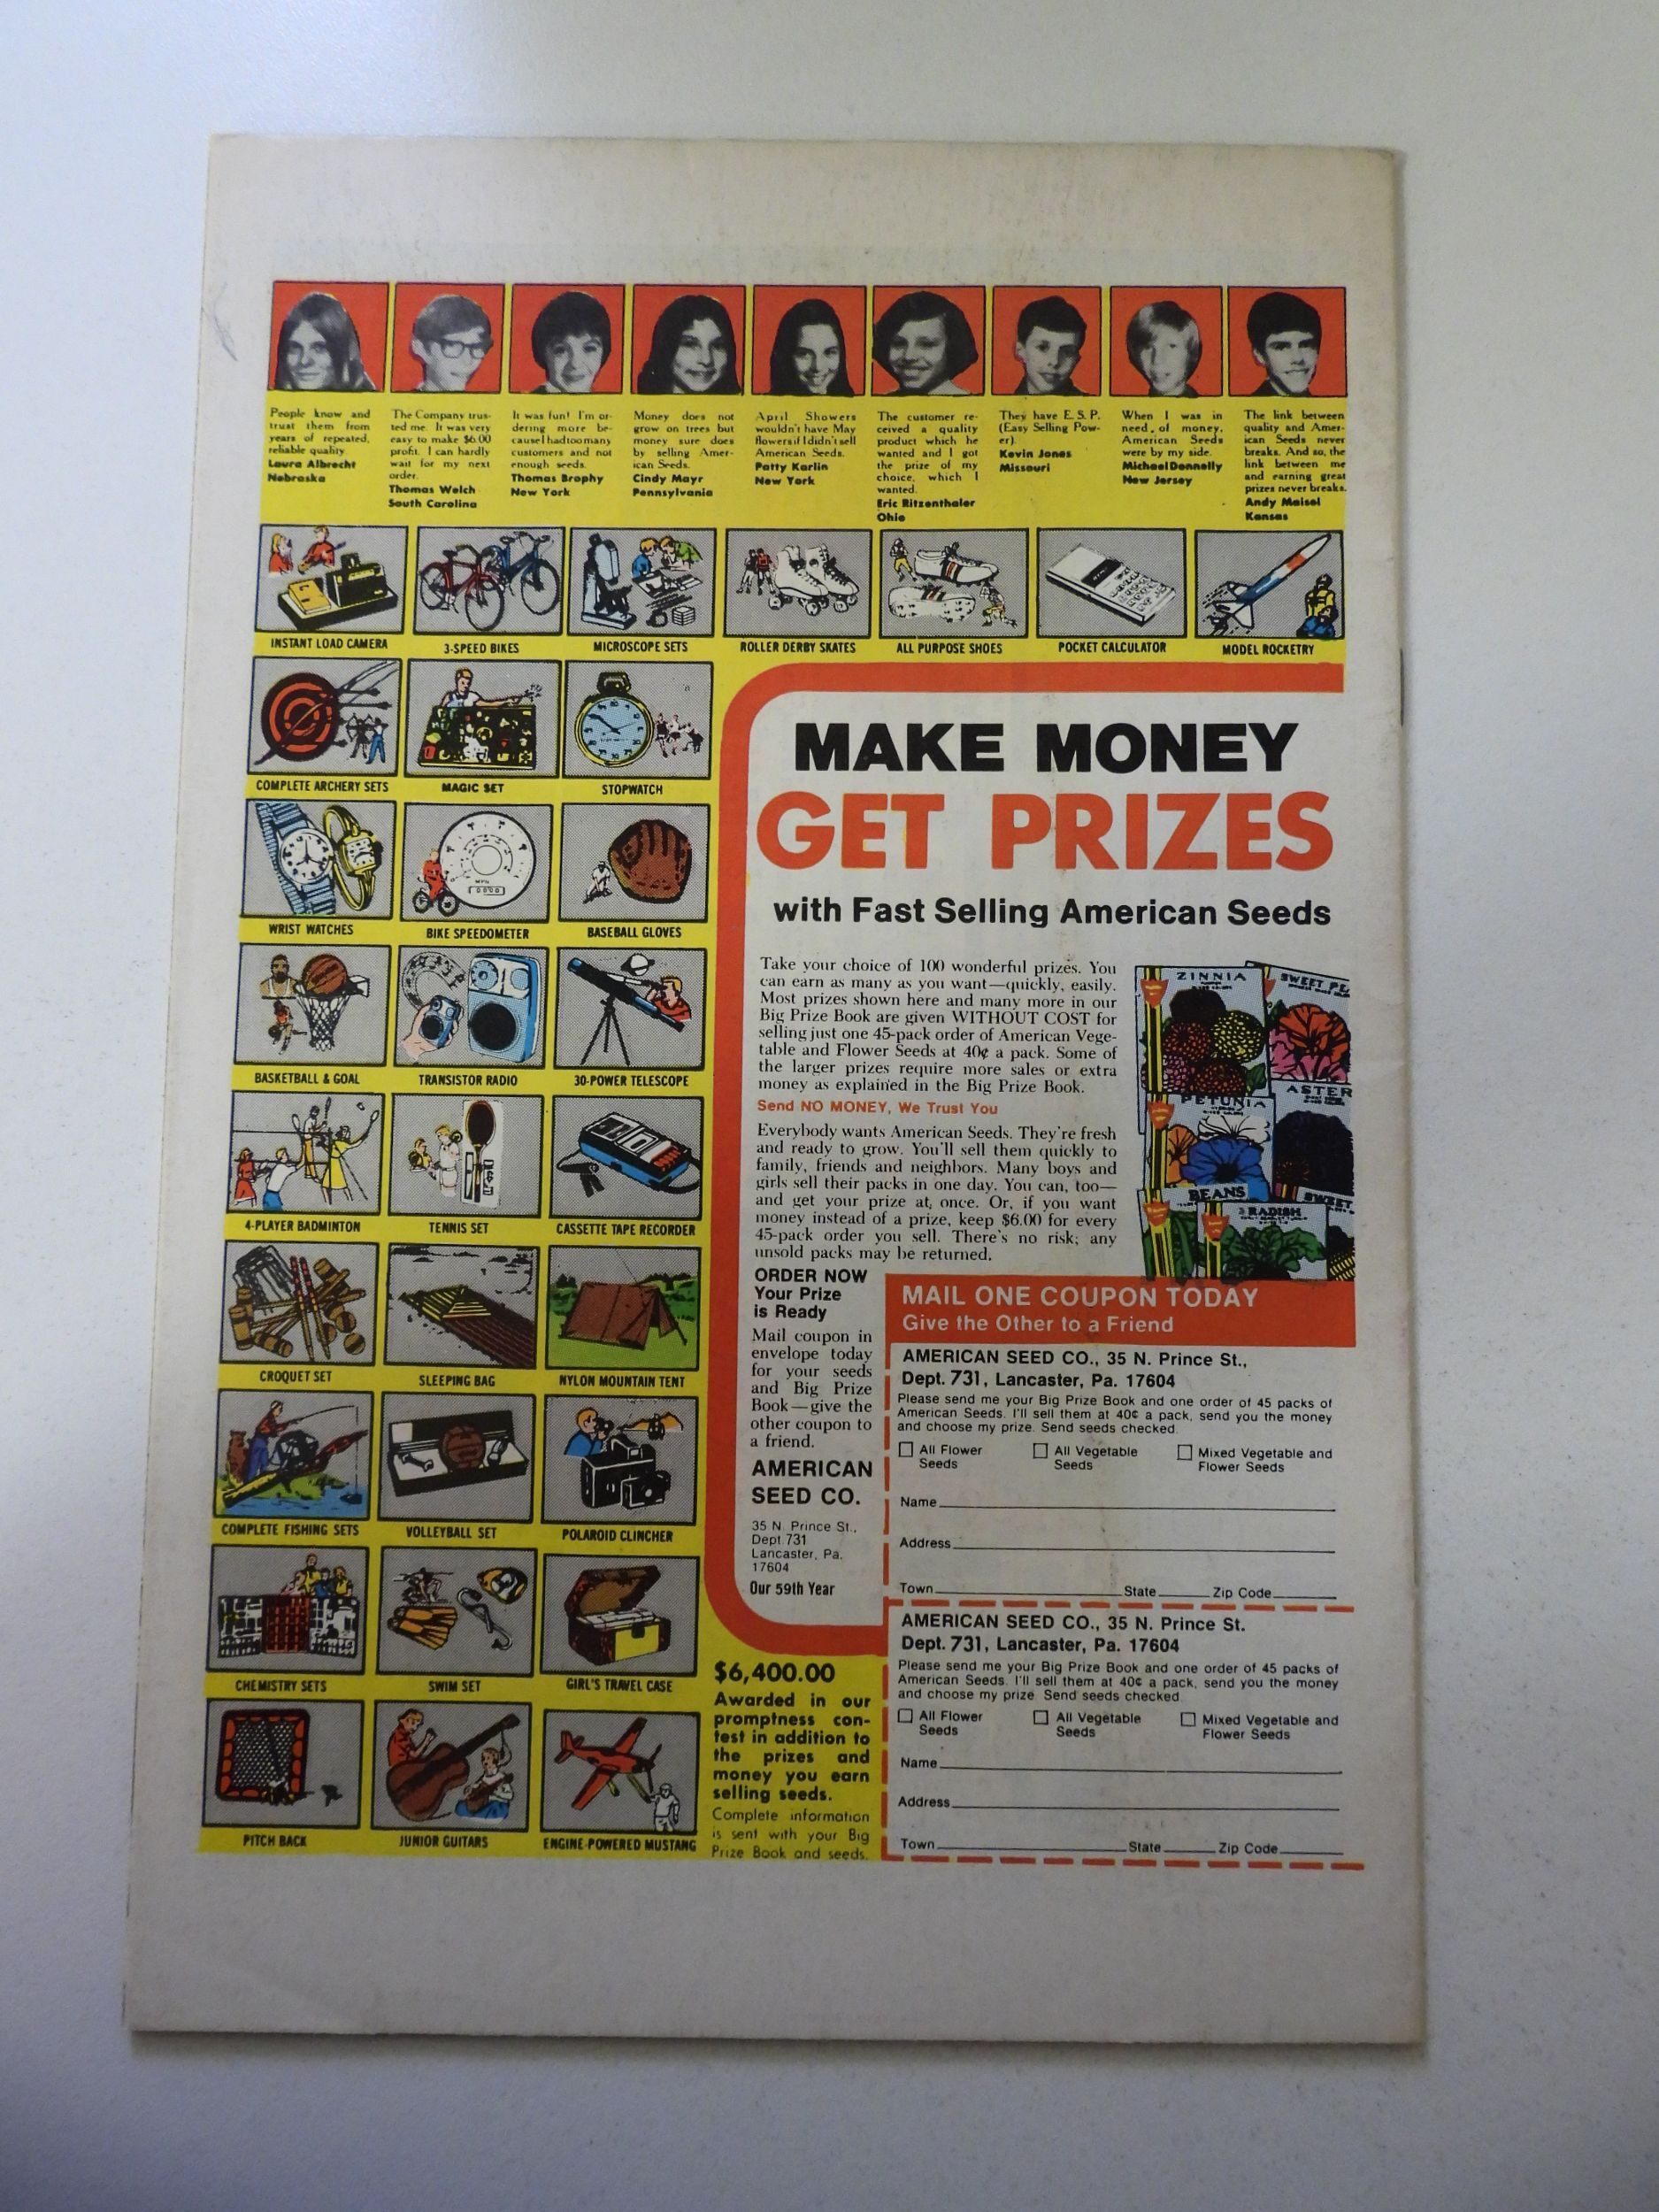 People know and
trust them from
years of repeated,
reliable quality.
Laura Albrecht
Nebraska
The Company trus-
ted me. It was very
easy to make $6.00
profit. I can hardly
wait for my next
order.
Thomas Welch
South Carolina
It was fun! I'm or-
dering more be-
cause I had too many
customers and not
enough seeds.
Thomas Brophy
New York
Money does not
grow on trees but
money sure does
by selling Amer-
ican Seeds.
Cindy Mayr
Pennsylvania
April Showers
wouldn't have May
flowers if I didn't sell
American Seeds.
Patty Karlin
New York
The customer re-
ceived a quality
product which he
wanted and I got
the prize of my
choice, which I
wanted.
Eric Ritzenthaler
Ohio
They have E.S.P.
(Easy Selling Pow-
er).
Kevin Jones
Missouri
When I was in
need, of money,
American Seeds
were by my side.
Michael Donnelly
New Jersey
The link between
quality and Amer-
ican Seeds never
breaks. And so, the
link between me
and earning great
prizes never breaks.
Andy Maisel
Kansas
INSTANT LOAD CAMERA
3-SPEED BIKES
MICROSCOPE SETS
ROLLER DERBY SKATES
ALL PURPOSE SHOES
POCKET CALCULATOR
MODEL ROCKETRY
COMPLETE ARCHERY SETS
MAGIC SET
STOPWATCH
WRIST WATCHES
BIKE SPEEDOMETER
BASEBALL GLOVES
BASKETBALL & GOAL
TRANSISTOR RADIO
30-POWER TELESCOPE
4-PLAYER BADMINTON
TENNIS SET
CASSETTE TAPE RECORDER
CROQUET SET
SLEEPING BAG
NYLON MOUNTAIN TENT
COMPLETE FISHING SETS
VOLLEYBALL SET
POLAROID CLINCHER
CHEMISTRY SETS
SWIM SET
GIRL'S TRAVEL CASE
PITCH BACK
JUNIOR GUITARS
ENGINE-POWERED MUSTANG
MAKE MONEY
GET PRIZES
with Fast Selling American Seeds
Take your choice of 100 wonderful prizes. You
can earn as many as you want—quickly, easily.
Most prizes shown here and many more in our
Big Prize Book are given WITHOUT COST for
selling just one 45-pack order of American Vege-
table and Flower Seeds at 40¢ a pack. Some of
the larger prizes require more sales or extra
money as explained in the Big Prize Book.
Send NO MONEY, We Trust You
Everybody wants American Seeds. They're fresh
and ready to grow. You'll sell them quickly to
family, friends and neighbors. Many boys and
girls sell their packs in one day. You can, too—
and get your prize at once. Or, if you want
money instead of a prize, keep $6.00 for every
45-pack order you sell. There's no risk; any
unsold packs may be returned.
ZINNIA
SWEET PE
ASTER
PETUNIA
BEANS
RADISH
SWEET
ORDER NOW
Your Prize
is Ready
Mail coupon in
envelope today
for your seeds
and Big Prize
Book—give the
other coupon to
a friend.
AMERICAN
SEED CO.
35 N. Prince St.,
Dept 731
Lancaster, Pa.
17604
Our 59th Year
MAIL ONE COUPON TODAY
Give the Other to a Friend
AMERICAN SEED CO., 35 N. Prince St.,
Dept. 731, Lancaster, Pa. 17604
Please send me your Big Prize Book and one order of 45 packs of
American Seeds. I'll sell them at 40¢ a pack, send you the money
and choose my prize. Send seeds checked.
All Flower
Seeds
All Vegetable
Seeds
Mixed Vegetable and
Flower Seeds
Name
Address
Town State Zip Code
AMERICAN SEED CO., 35 N. Prince St.
Dept. 731, Lancaster, Pa. 17604
Please send me your Big Prize Book and one order of 45 packs of
American Seeds. I'll sell them at 40¢ a pack, send you the money
and choose my prize. Send seeds checked
All Flower
Seeds
All Vegetable
Seeds
Mixed Vegetable and
Flower Seeds
Name
Address
Town State Zip Code
$6,400.00
Awarded in our
promptness con-
test in addition to
the prizes and
money you earn
selling seeds.
Complete information
is sent with your Big
Prize Book and seeds.